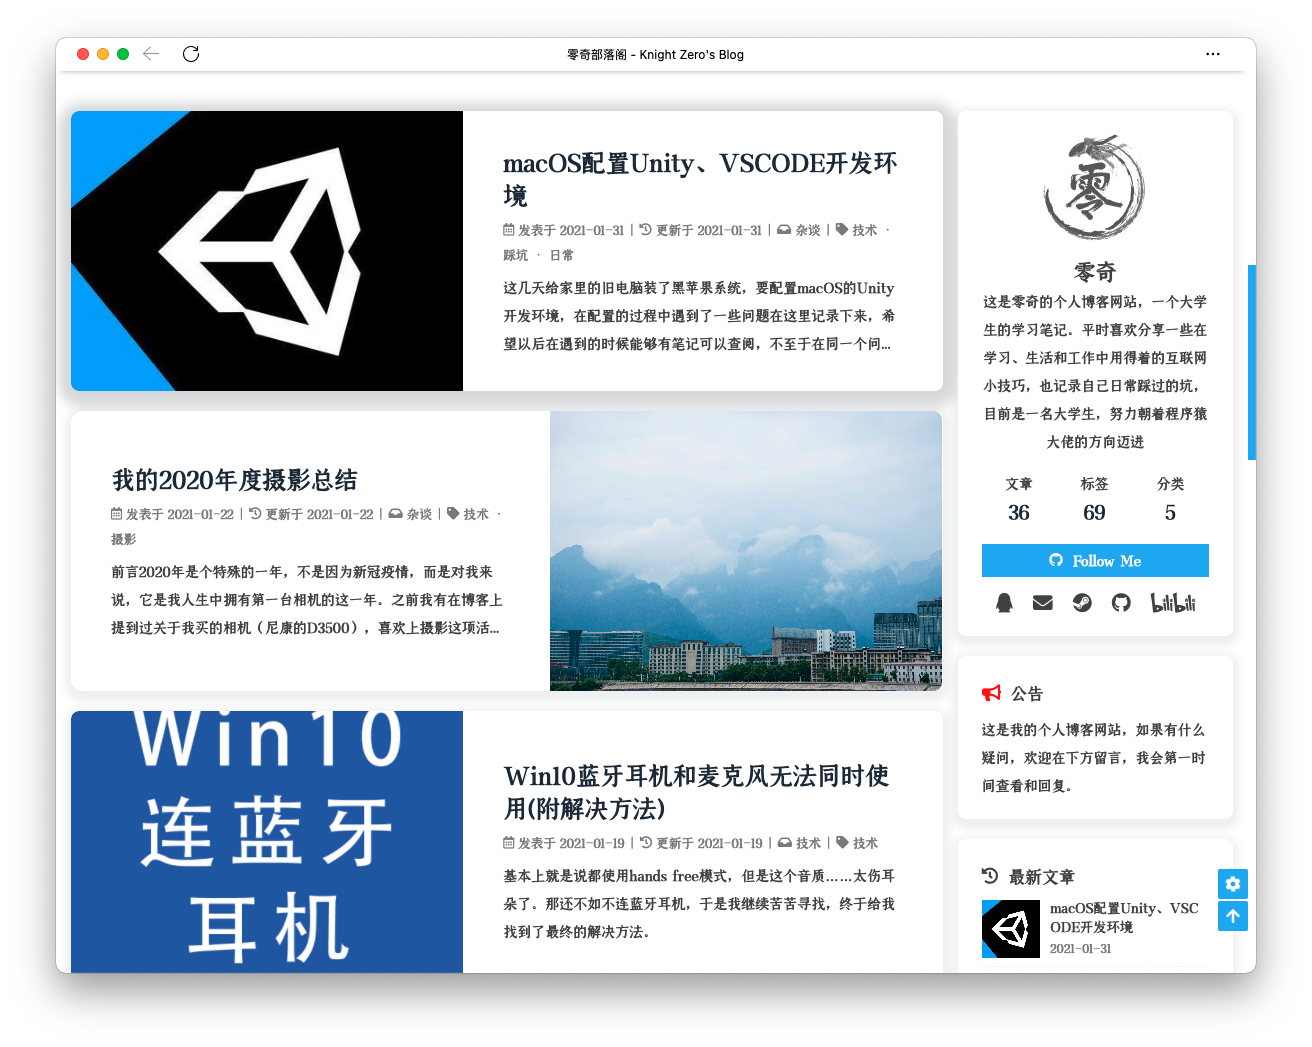 零奇部落阁 - Knight Zero's Blog
macOS配置Unity、VSCODE开发环
境
发表于 2021-01-31 | 更新于 2021-01-31 | 杂谈 | 技术 ·
踩坑 · 日常
这几天给家里的旧电脑装了黑苹果系统，要配置macOS的Unity
开发环境，在配置的过程中遇到了一些问题在这里记录下来，希
望以后在遇到的时候能够有笔记可以查阅，不至于在同一个问...
我的2020年度摄影总结
发表于 2021-01-22 | 更新于 2021-01-22 | 杂谈 | 技术 ·
摄影
前言2020年是个特殊的一年，不是因为新冠疫情，而是对我来
说，它是我人生中拥有第一台相机的这一年。之前我有在博客上
提到过关于我买的相机（尼康的D3500），喜欢上摄影这项活...
Win10
连蓝牙
耳机
Win10蓝牙耳机和麦克风无法同时使
用(附解决方法)
发表于 2021-01-19 | 更新于 2021-01-19 | 技术 | 技术
基本上就是说都使用hands free模式，但是这个音质……太伤耳
朵了。那还不如不连蓝牙耳机，于是我继续苦苦寻找，终于给我
找到了最终的解决方法。
零
零奇
这是零奇的个人博客网站，一个大学
生的学习笔记。平时喜欢分享一些在
学习、生活和工作中用得着的互联网
小技巧，也记录自己日常踩过的坑，
目前是一名大学生，努力朝着程序猿
大佬的方向迈进
文章 标签 分类
36 69 5
Follow Me
bilibili
公告
这是我的个人博客网站，如果有什么
疑问，欢迎在下方留言，我会第一时
间查看和回复。
最新文章
macOS配置Unity、VSC
ODE开发环境
2021-01-31